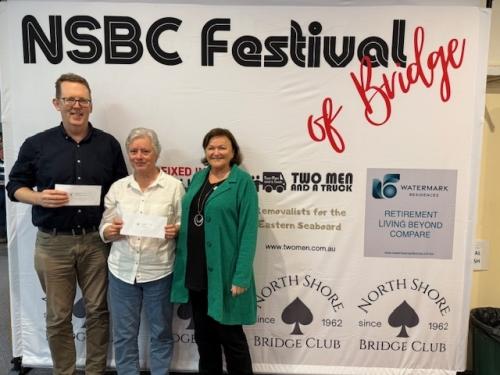 NSBC Festival
of Bridge
FIXED
TWO MEN
AND A TRUCK
Removalists for the
Eastern Seaboard
www.twomen.com.au
WATERMARK
RESIDENCES
RETIREMENT
LIVING BEYOND
COMPARE
NORTH SHORE
since 1962
BRIDGE CLUB
NORTH SHORE
since 1962
BRIDGE CLUB